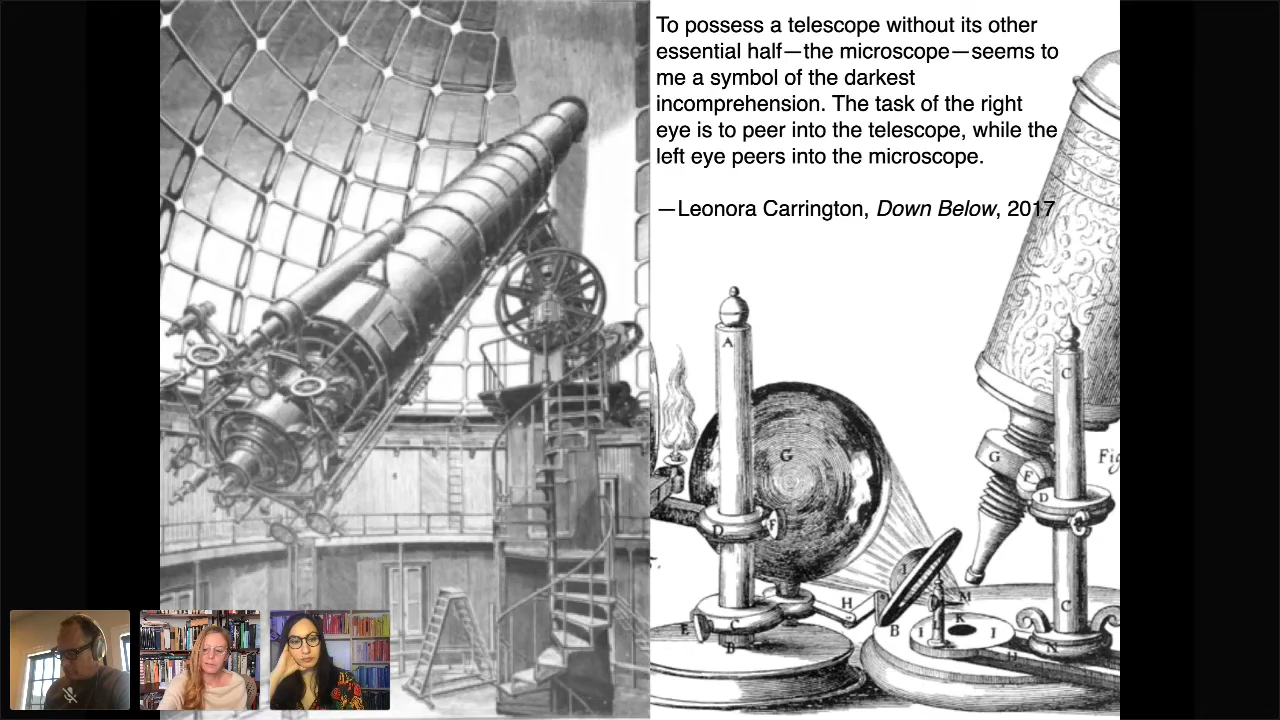 To possess a telescope without its other
essential half—the microscope—seems to
me a symbol of the darkest
incomprehension. The task of the right
eye is to peer into the telescope, while the
left eye peers into the microscope.
—Leonora Carrington, Down Below, 2017
A
C
G
G
F
D
D
F
Fig
I
H
M
C
E
C
B
B
I
K
I
H
N